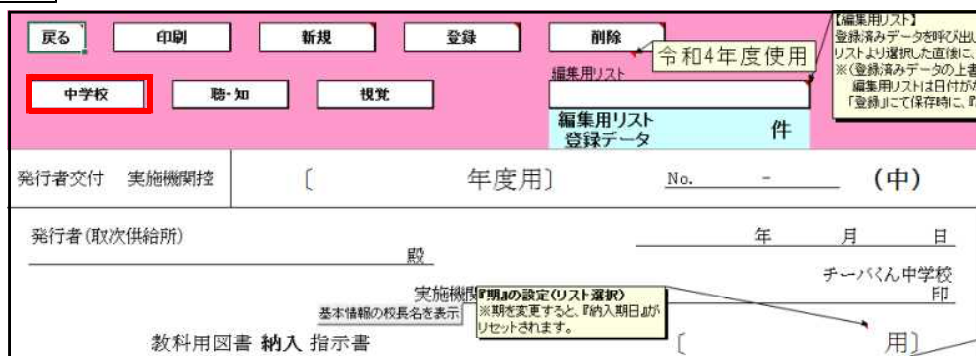 戻る 印刷 新規 登録 削除
令和4年度使用
【編集用リスト】
登録済みデータを呼び出し
リストより選択した直後に、
※(登録済みデータの上書
編集用リストは日付が
「登録」にて保存時に、
中学校 聴・知 視覚
編集用リスト
編集用リスト
登録データ 件
発行者交付 実施機関控 〔 年度用〕 No. - (中)
発行者(取次供給所)
殿
年 月 日
チーバくん中学校
実施機関 印
基本情報の校長名を表示
『期』の設定(リスト選択)
※期を変更すると、『納入期日』が
リセットされます。
教科用図書 納入 指示書 〔 用〕